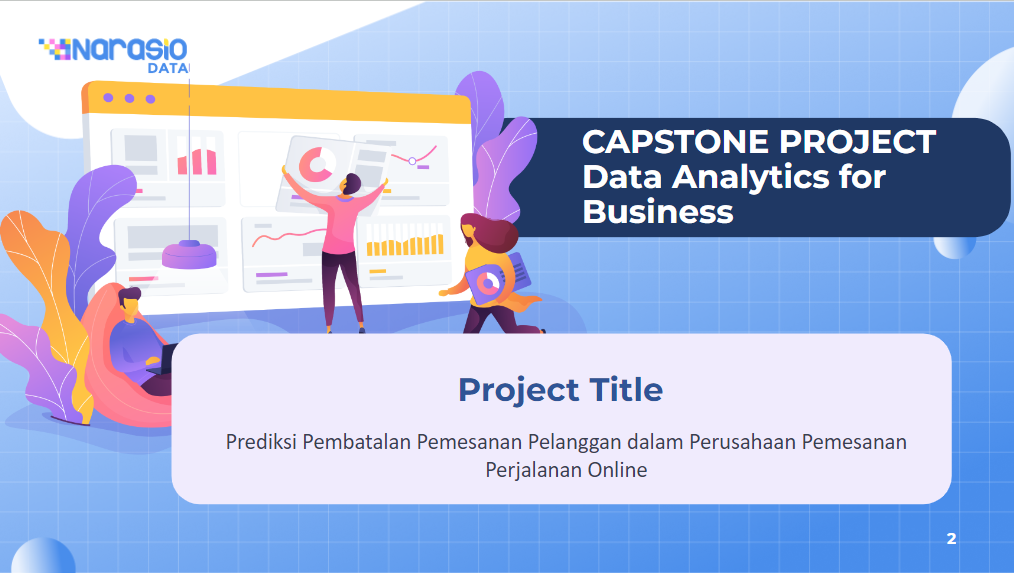 Narasio
DATA
CAPSTONE PROJECT
Data Analytics for
Business
Project Title
Prediksi Pembatalan Pemesanan Pelanggan dalam Perusahaan Pemesanan
Perjalanan Online
2